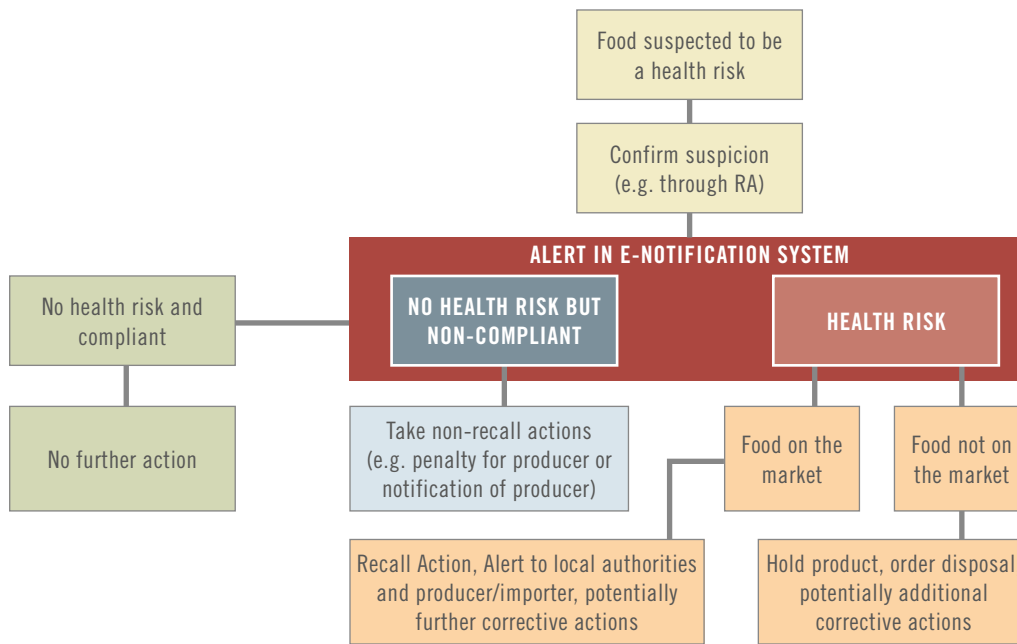 Food suspected to be
a health risk
Confirm suspicion
(e.g. through RA)
ALERT IN E-NOTIFICATION SYSTEM
No health risk and
compliant
NO HEALTH RISK BUT
NON-COMPLIANT
HEALTH RISK
No further action
Take non-recall actions
(e.g. penalty for producer or
notification of producer)
Food on the
market
Food not on
the market
Recall Action, Alert to local authorities
and producer/importer, potentially
further corrective actions
Hold product, order disposal
potentially additional
corrective actions